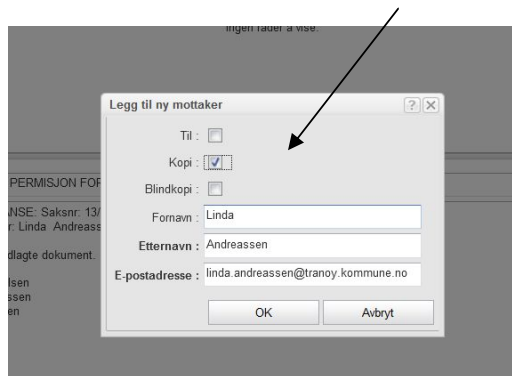 Ingen rader å vise.
Legg til ny mottaker
Til :
Kopi :
Blindkopi :
Fornavn : Linda
Etternavn : Andreassen
E-postadresse : linda.andreassen@tranoy.kommune.no
OK Avbryt
PERMISJON FOR
ANSE: Saksnr: 13/
r: Linda Andreass
dlagte dokument.
lsen
ssen
en